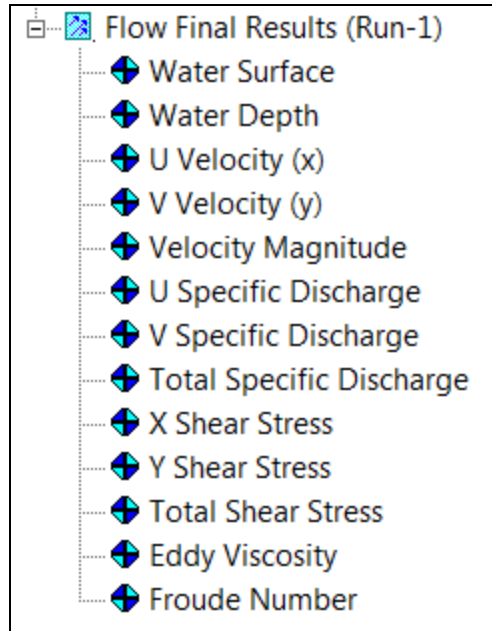 Flow Final Results (Run-1)
Water Surface
Water Depth
U Velocity (x)
V Velocity (y)
Velocity Magnitude
U Specific Discharge
V Specific Discharge
Total Specific Discharge
X Shear Stress
Y Shear Stress
Total Shear Stress
Eddy Viscosity
Froude Number